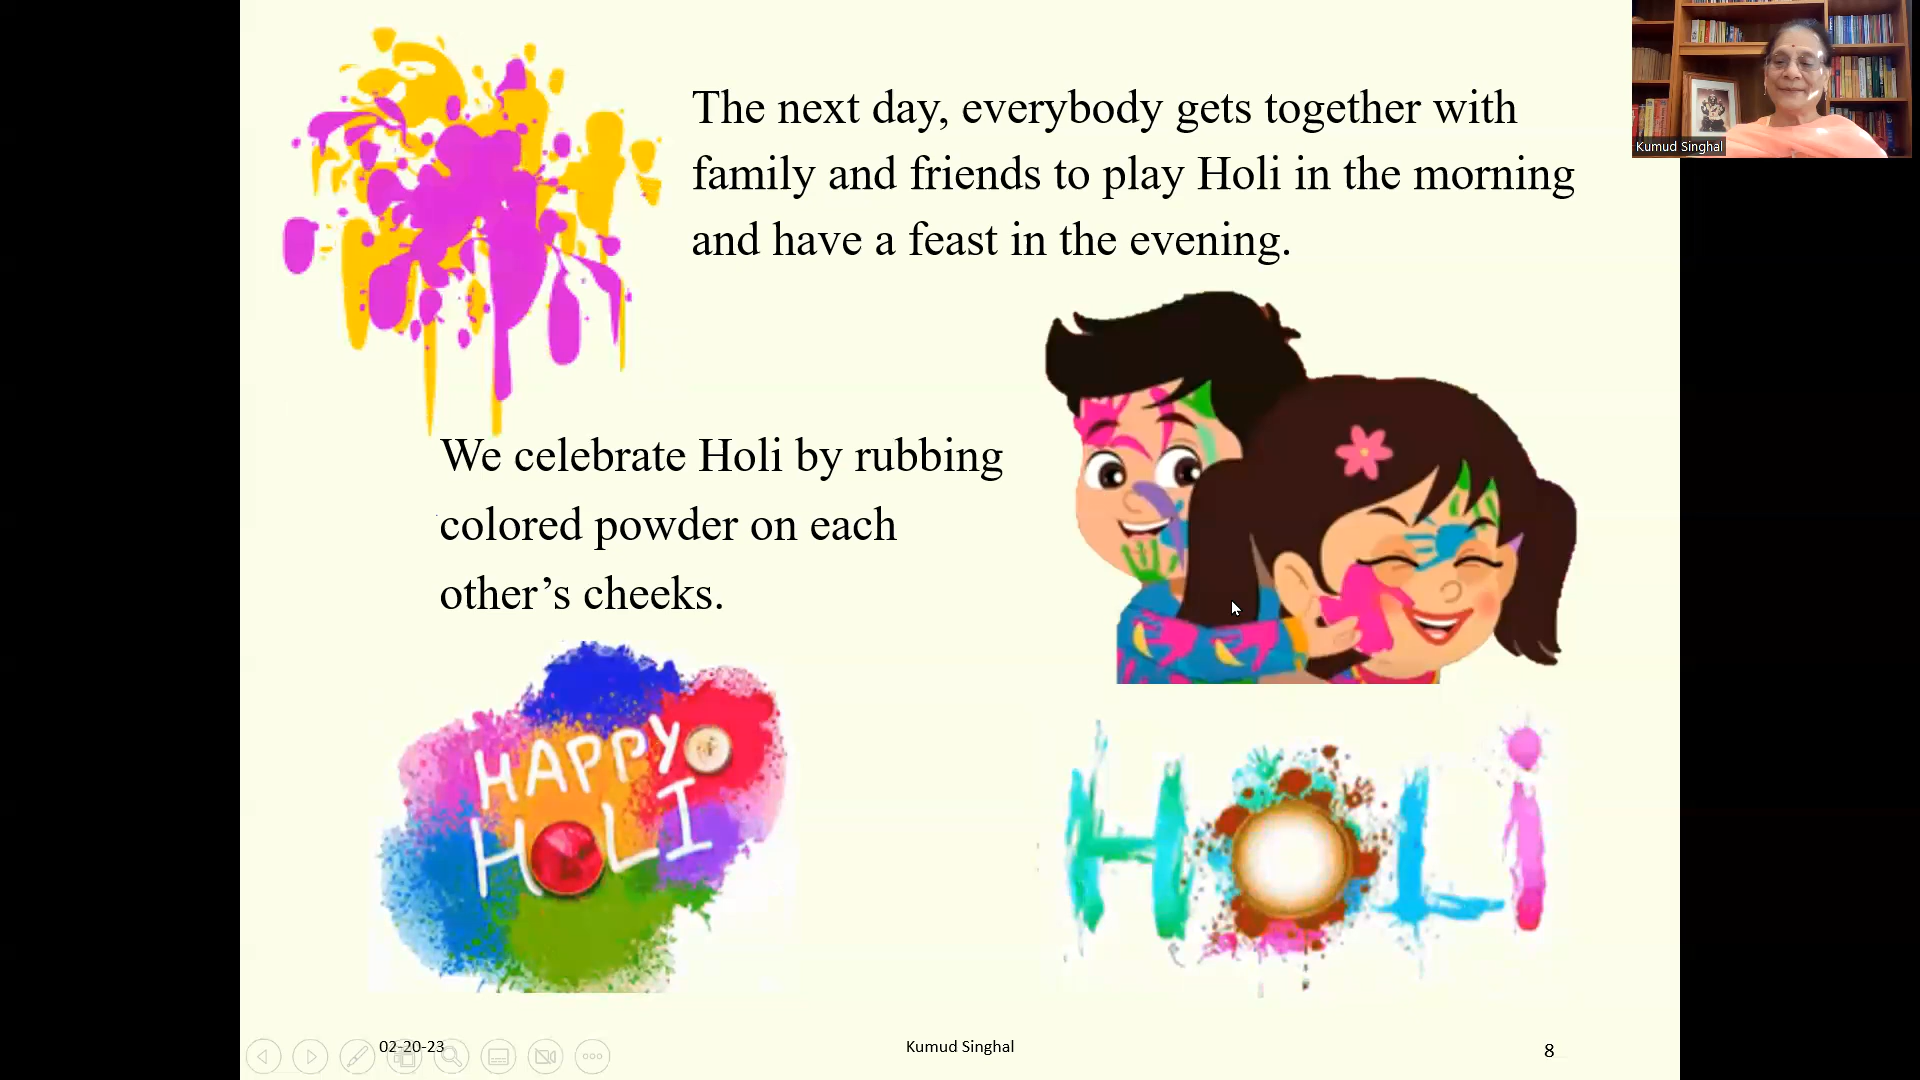 The next day, everybody gets together with
family and friends to play Holi in the morning
and have a feast in the evening.
Kumud Singhal
We celebrate Holi by rubbing
colored powder on each
other’s cheeks.
HAPPY
HOLI
HOLI
02-20-23
Kumud Singhal
8